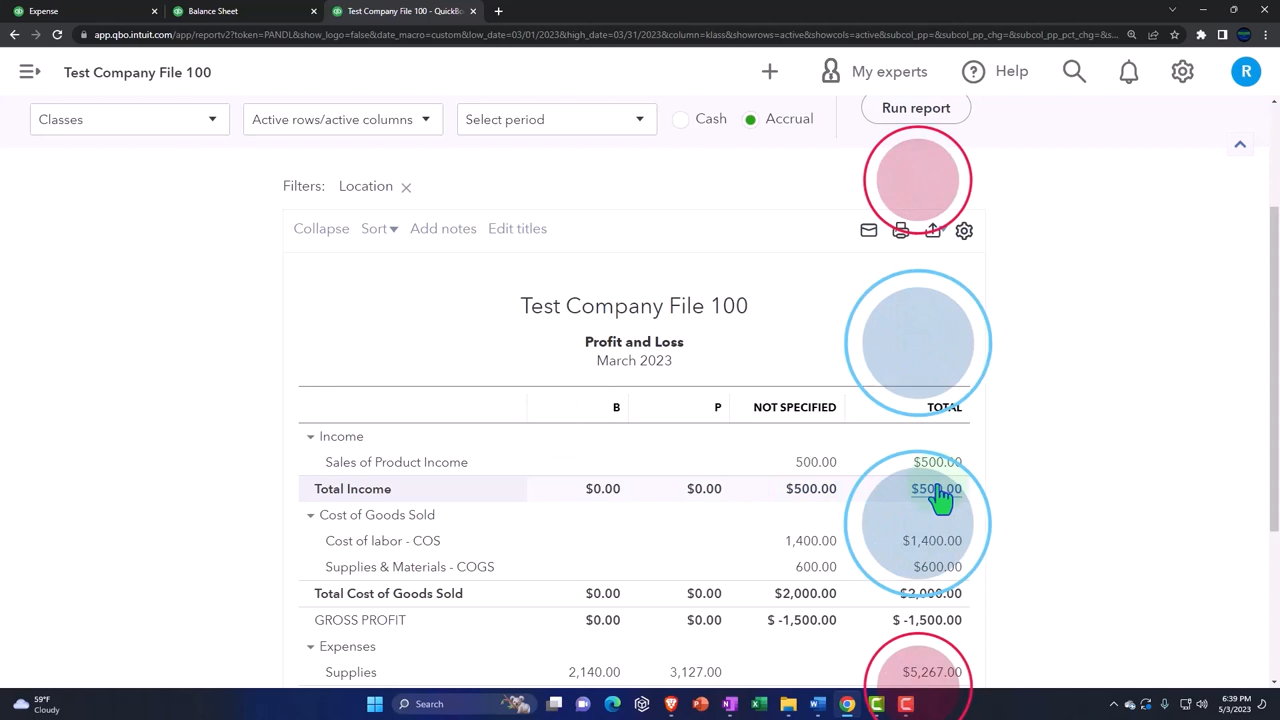 Expense
Balance Sheet
Test Company File 100 - QuickBo
app.qbo.intuit.com/app/reportv2?token=PANDL&show_logo=false&date_macro=custom&low_date=03/01/2023&high_date=03/31/2023&column=klass&showrows=active&showcols=active&subcol_pp=&subcol_pp_chg=&subcol_pp_pct_chg=&s...
Test Company File 100
My experts
Help
R
Classes
Active rows/active columns
Select period
Cash
Accrual
Run report
Filters: Location
Collapse Sort Add notes Edit titles
Test Company File 100
Profit and Loss
March 2023
B P NOT SPECIFIED TOTAL
Income
Sales of Product Income 500.00 $500.00
Total Income $0.00 $0.00 $500.00 $500.00
Cost of Goods Sold
Cost of labor - COS 1,400.00 $1,400.00
Supplies & Materials - COGS 600.00 $600.00
Total Cost of Goods Sold $0.00 $0.00 $2,000.00 $2,000.00
GROSS PROFIT $0.00 $0.00 $ -1,500.00 $ -1,500.00
Expenses
Supplies 2,140.00 3,127.00 $5,267.00
59°F
Cloudy
Search
6:39 PM
5/3/2023